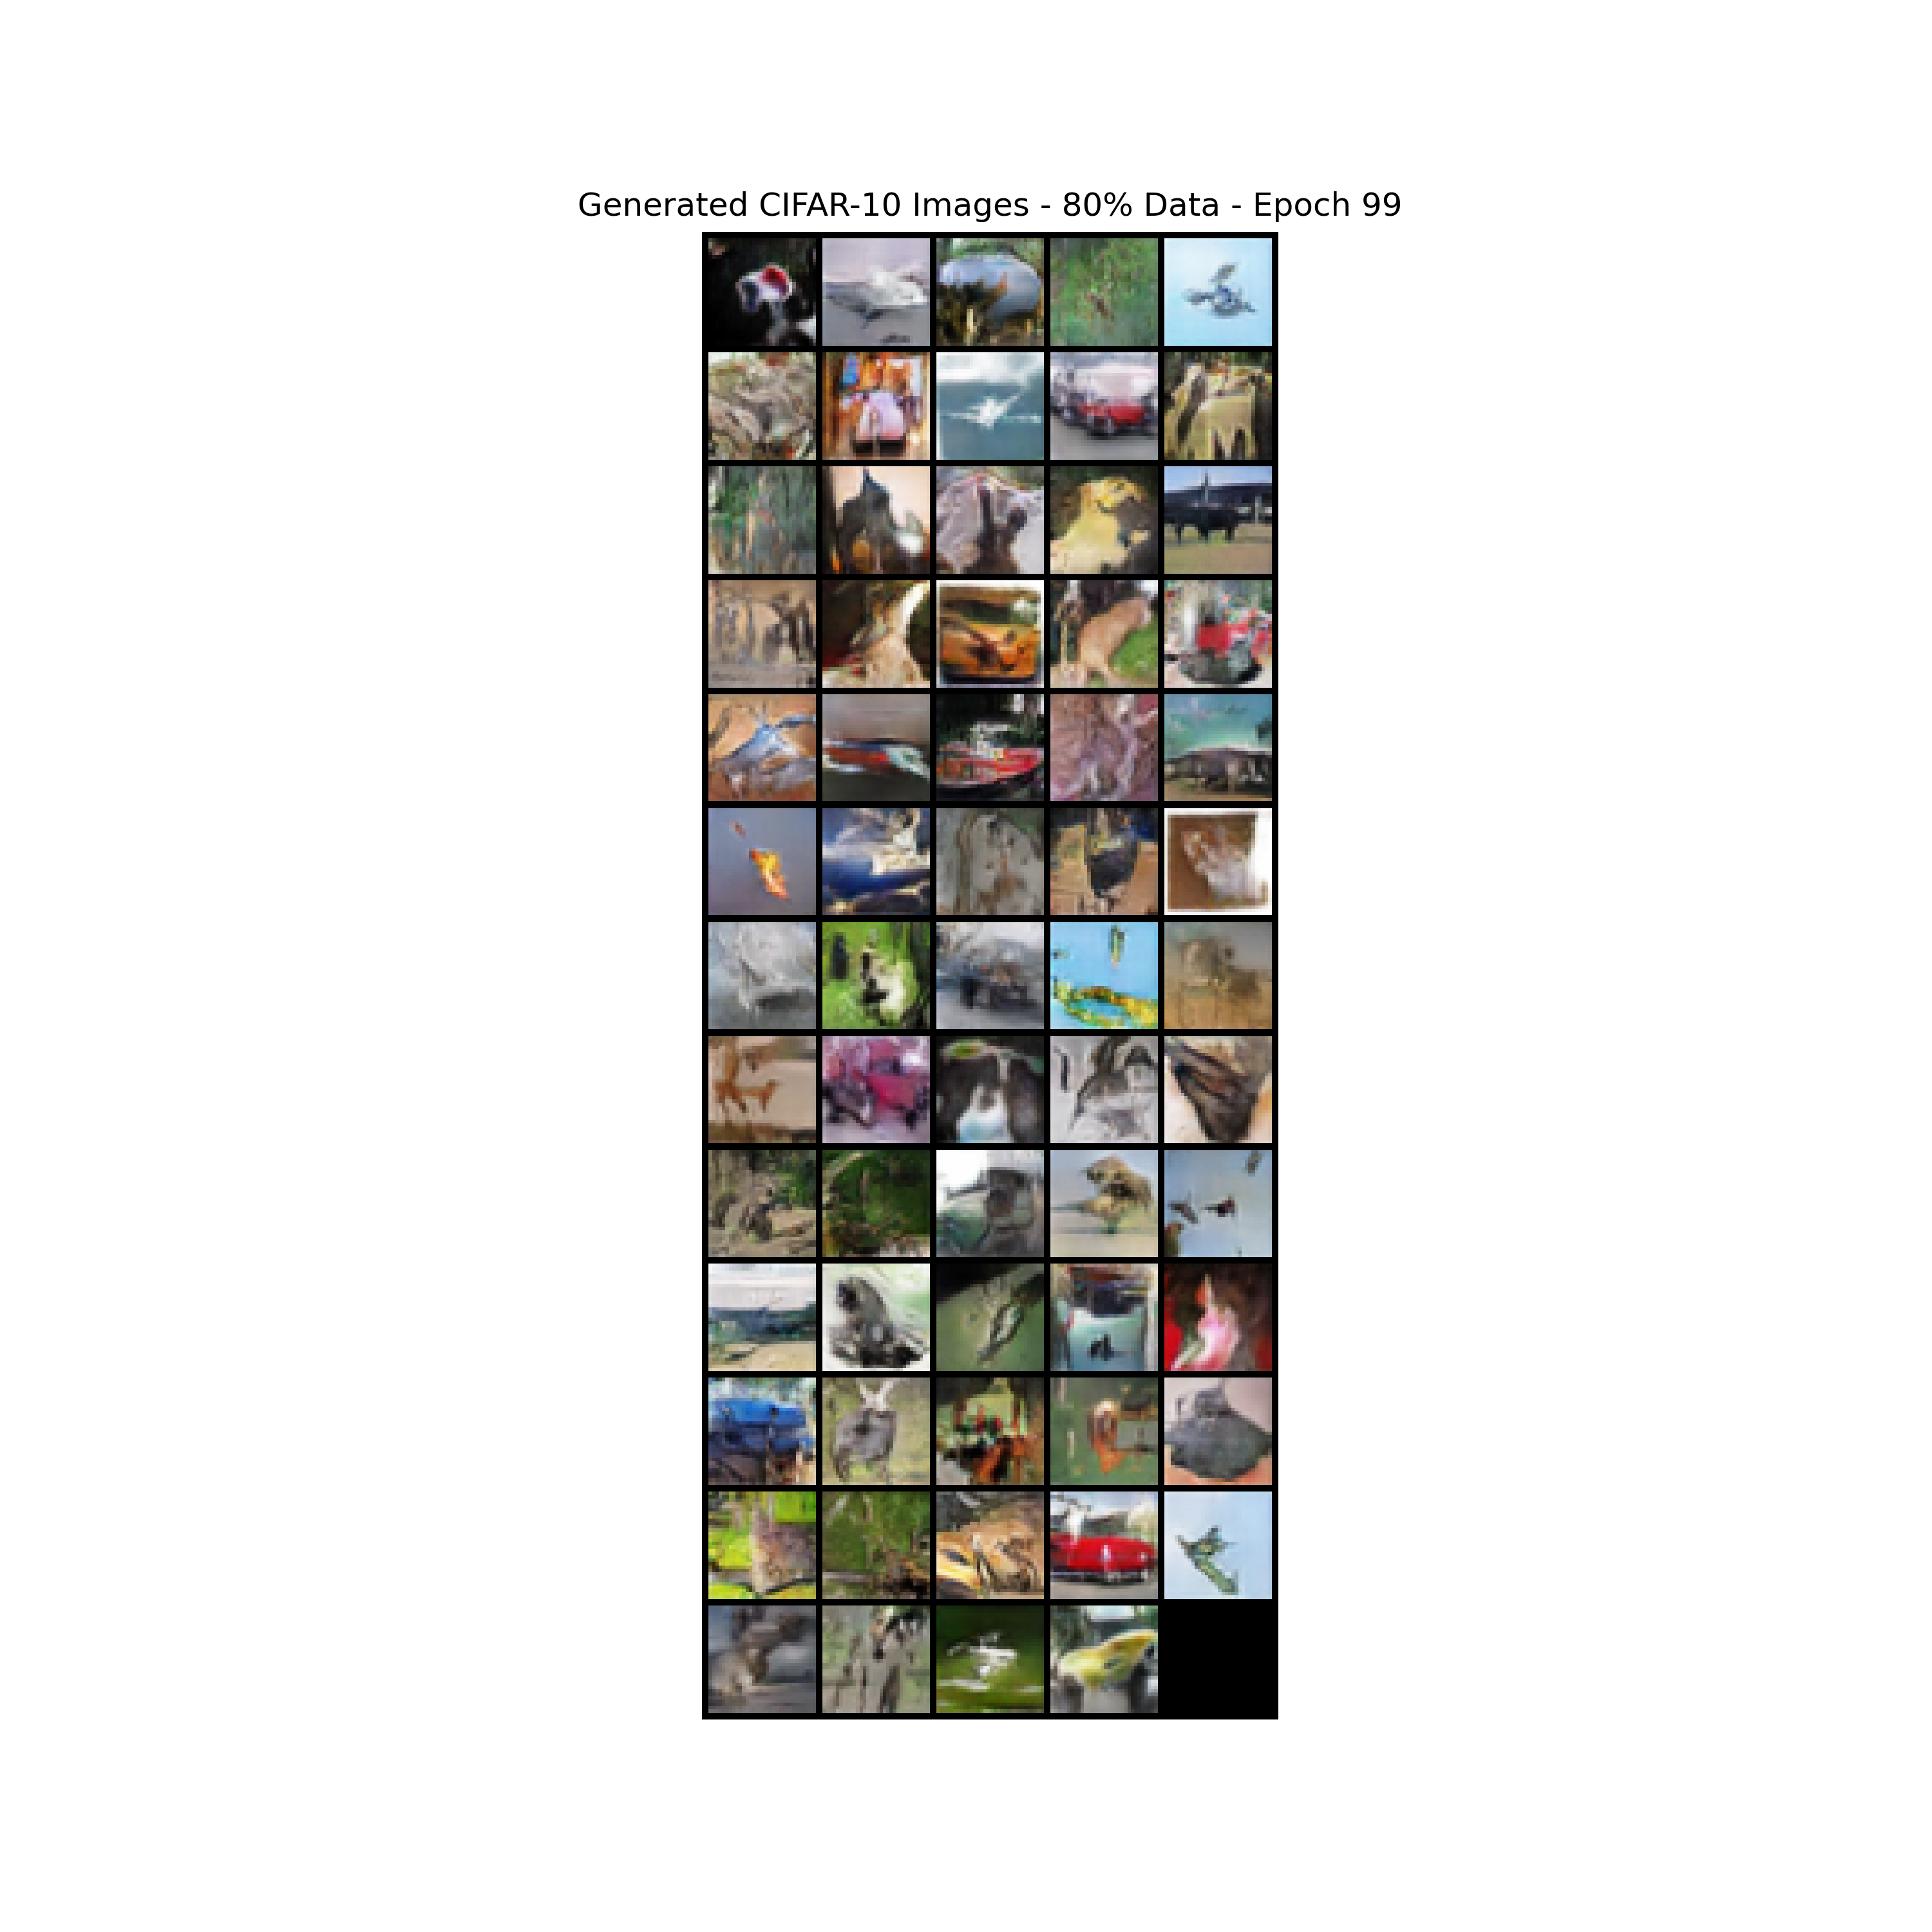 Generated CIFAR-10 Images - 80% Data - Epoch 99